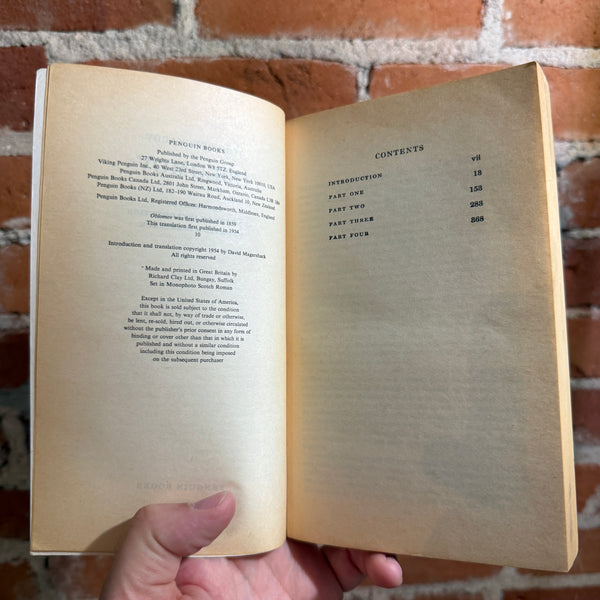 PENGUIN BOOKS
Published by the Penguin Group
27 Wrights Lane, London W8 5TZ, England
Viking Penguin Inc., 40 West 23rd Street, New York, New York 10010, USA
Penguin Books Australia Ltd, Ringwood, Victoria, Australia
Penguin Books Canada Ltd, 2801 John Street, Markham, Ontario, Canada L3R 1B4
Penguin Books (NZ) Ltd, 182–190 Wairau Road, Auckland 10, New Zealand
Penguin Books Ltd, Registered Offices: Harmondsworth, Middlesex, England
Oblomov was first published in 1859
This translation first published in 1954
10
Introduction and translation copyright 1954 by David Magarshack
All rights reserved
Made and printed in Great Britain by
Richard Clay Ltd, Bungay, Suffolk
Set in Monophoto Scotch Roman
Except in the United States of America,
this book is sold subject to the condition
that it shall not, by way of trade or otherwise,
be lent, re-sold, hired out, or otherwise circulated
without the publisher's prior consent in any form of
binding or cover other than that in which it is
published and without a similar condition
including this condition being imposed
on the subsequent purchaser
CONTENTS
INTRODUCTION vii
PART ONE 13
PART TWO 153
PART THREE 283
PART FOUR 368